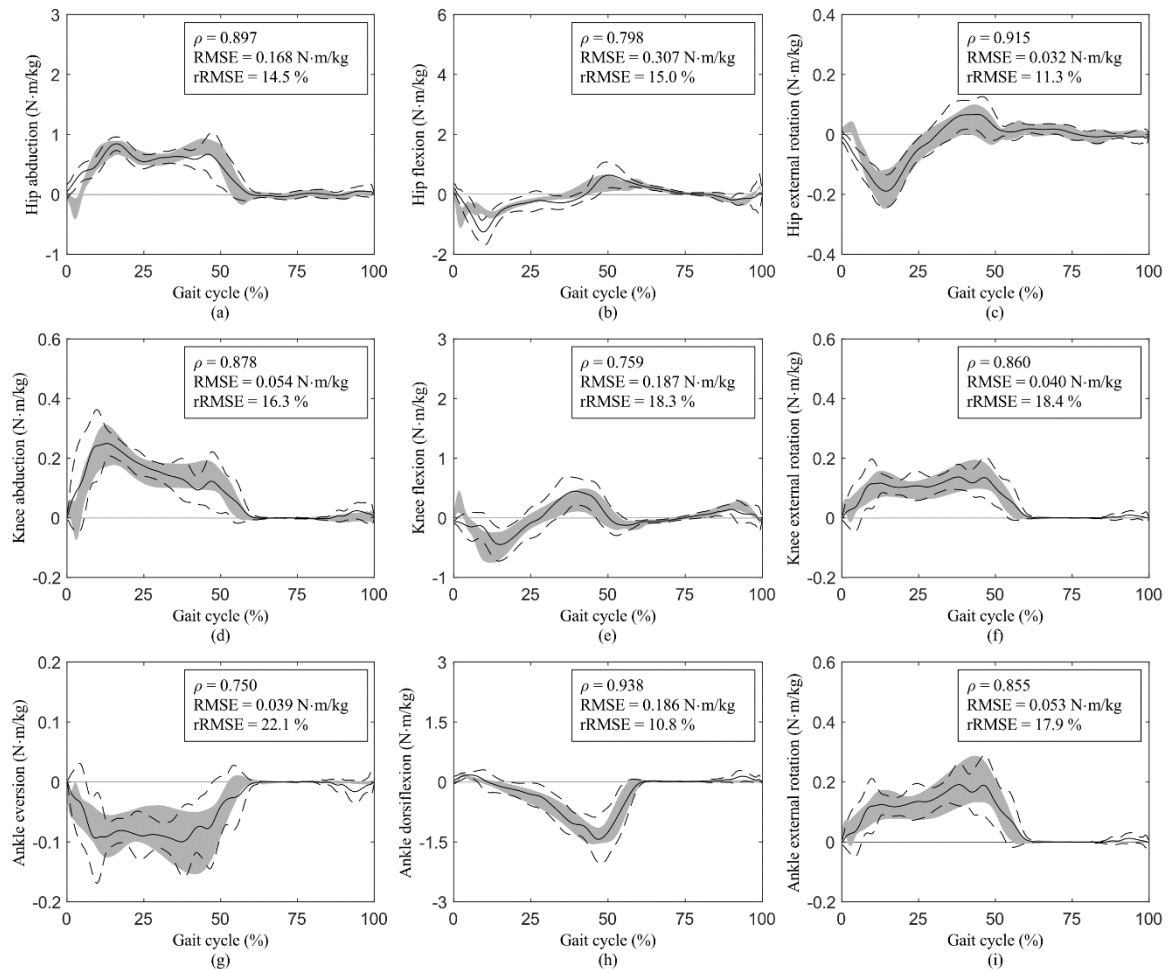 ρ = 0.897
RMSE = 0.168 N·m/kg
rRMSE = 14.5 %
Hip abduction (N·m/kg)
3
2
1
0
-1
0 25 50 75 100
Gait cycle (%)
(a)
ρ = 0.798
RMSE = 0.307 N·m/kg
rRMSE = 15.0 %
Hip flexion (N·m/kg)
6
4
2
0
-2
0 25 50 75 100
Gait cycle (%)
(b)
ρ = 0.915
RMSE = 0.032 N·m/kg
rRMSE = 11.3 %
Hip external rotation (N·m/kg)
0.4
0.2
0
-0.2
-0.4
0 25 50 75 100
Gait cycle (%)
(c)
ρ = 0.878
RMSE = 0.054 N·m/kg
rRMSE = 16.3 %
Knee abduction (N·m/kg)
0.6
0.4
0.2
0
-0.2
0 25 50 75 100
Gait cycle (%)
(d)
ρ = 0.759
RMSE = 0.187 N·m/kg
rRMSE = 18.3 %
Knee flexion (N·m/kg)
3
2
1
0
-1
0 25 50 75 100
Gait cycle (%)
(e)
ρ = 0.860
RMSE = 0.040 N·m/kg
rRMSE = 18.4 %
Knee external rotation (N·m/kg)
0.6
0.4
0.2
0
-0.2
0 25 50 75 100
Gait cycle (%)
(f)
ρ = 0.750
RMSE = 0.039 N·m/kg
rRMSE = 22.1 %
Ankle eversion (N·m/kg)
0.2
0.1
0
-0.1
-0.2
0 25 50 75 100
Gait cycle (%)
(g)
ρ = 0.938
RMSE = 0.186 N·m/kg
rRMSE = 10.8 %
Ankle dorsiflexion (N·m/kg)
3
1.5
0
-1.5
-3
0 25 50 75 100
Gait cycle (%)
(h)
ρ = 0.855
RMSE = 0.053 N·m/kg
rRMSE = 17.9 %
Ankle external rotation (N·m/kg)
0.6
0.4
0.2
0
-0.2
0 25 50 75 100
Gait cycle (%)
(i)